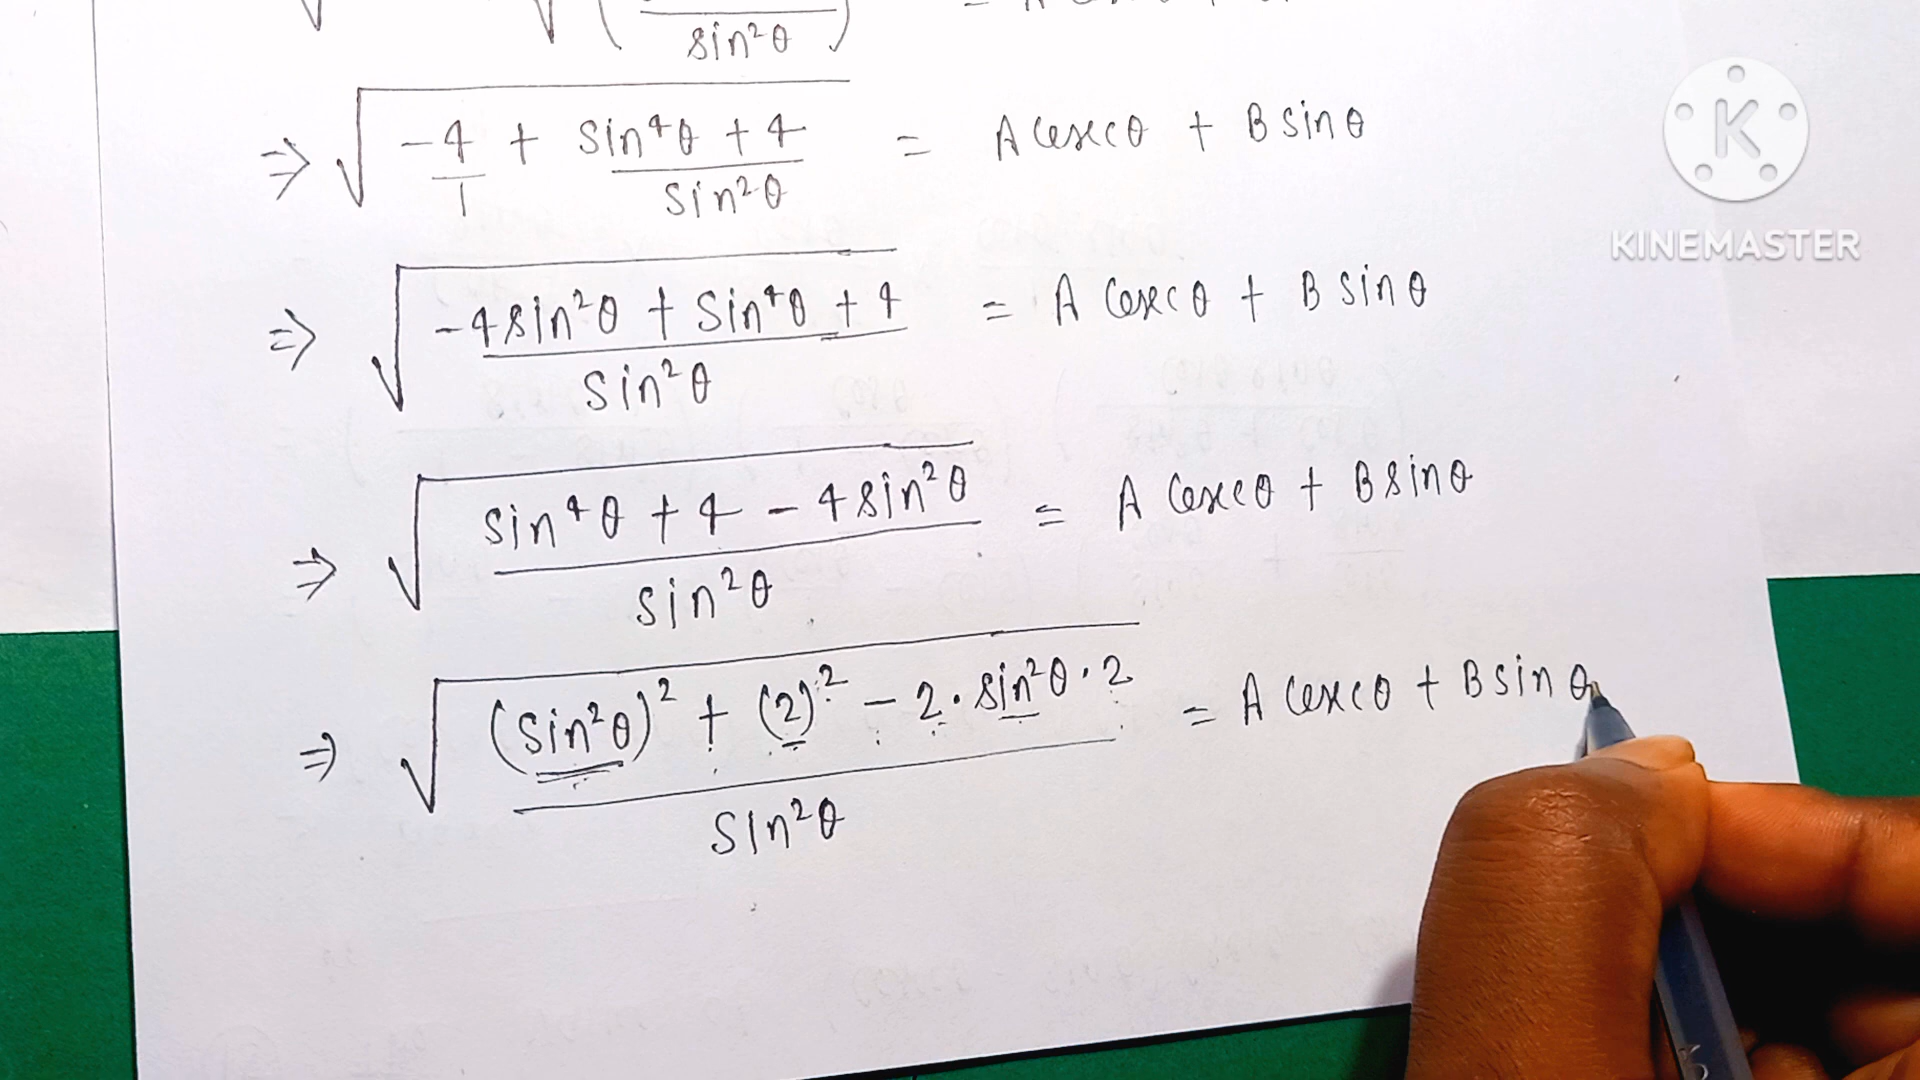 sin²θ
⇒ √(-4/1 + (sin⁴θ + 4)/sin²θ) = A cosecθ + B sinθ
K
KINEMASTER
⇒ √((-4sin²θ + sin⁴θ + 4)/sin²θ) = A cosecθ + B sinθ
⇒ √((sin⁴θ + 4 - 4sin²θ)/sin²θ) = A cosecθ + B sinθ
⇒ √(((sin²θ)² + (2)² - 2·sin²θ·2)/sin²θ) = A cosecθ + B sinθ